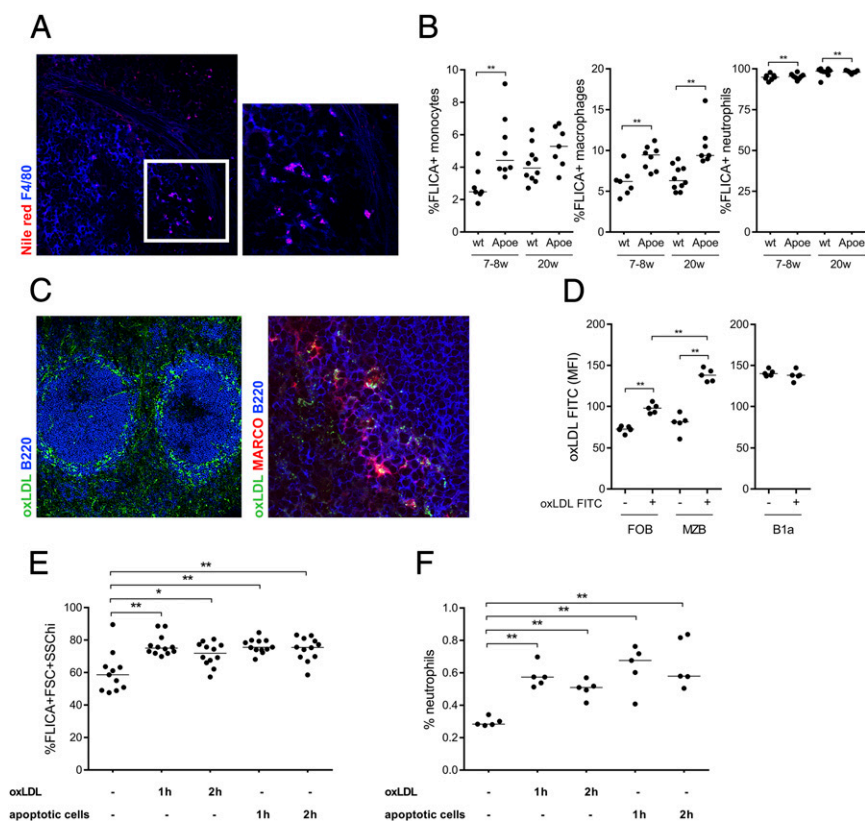 A
Nile red F4/80
B
%FLICA+ monocytes
10
8
6
4
2
0
**
wt Apoe wt Apoe
7-8w 20w
%FLICA+ macrophages
20
15
10
5
0
**
**
wt Apoe wt Apoe
7-8w 20w
%FLICA+ neutrophils
100
75
50
25
0
**
**
wt Apoe wt Apoe
7-8w 20w
C
oxLDL B220
oxLDL MARCO B220
D
oxLDL FITC (MFI)
200
150
100
50
0
**
**
**
oxLDL FITC - + - +
FOB MZB
200
150
100
50
0
- +
B1a
E
%FLICA+FSC+SSChi
100
80
60
40
20
0
**
**
*
**
oxLDL - 1h 2h - -
apoptotic cells - - - 1h 2h
F
% neutrophils
1.0
0.8
0.6
0.4
0.2
0.0
**
**
**
**
oxLDL - 1h 2h - -
apoptotic cells - - - 1h 2h